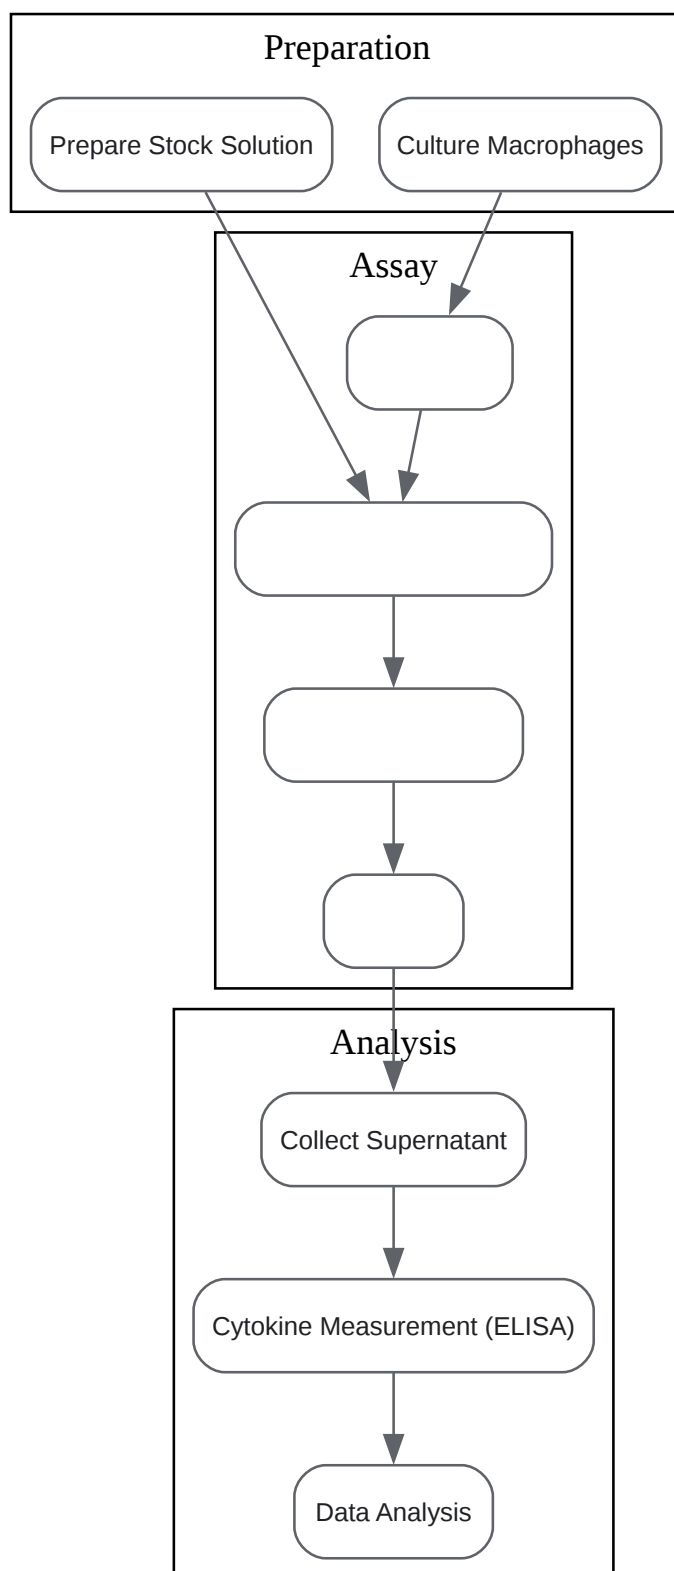 Preparation
Prepare Stock Solution
Culture Macrophages
Assay
Analysis
Collect Supernatant
Cytokine Measurement (ELISA)
Data Analysis